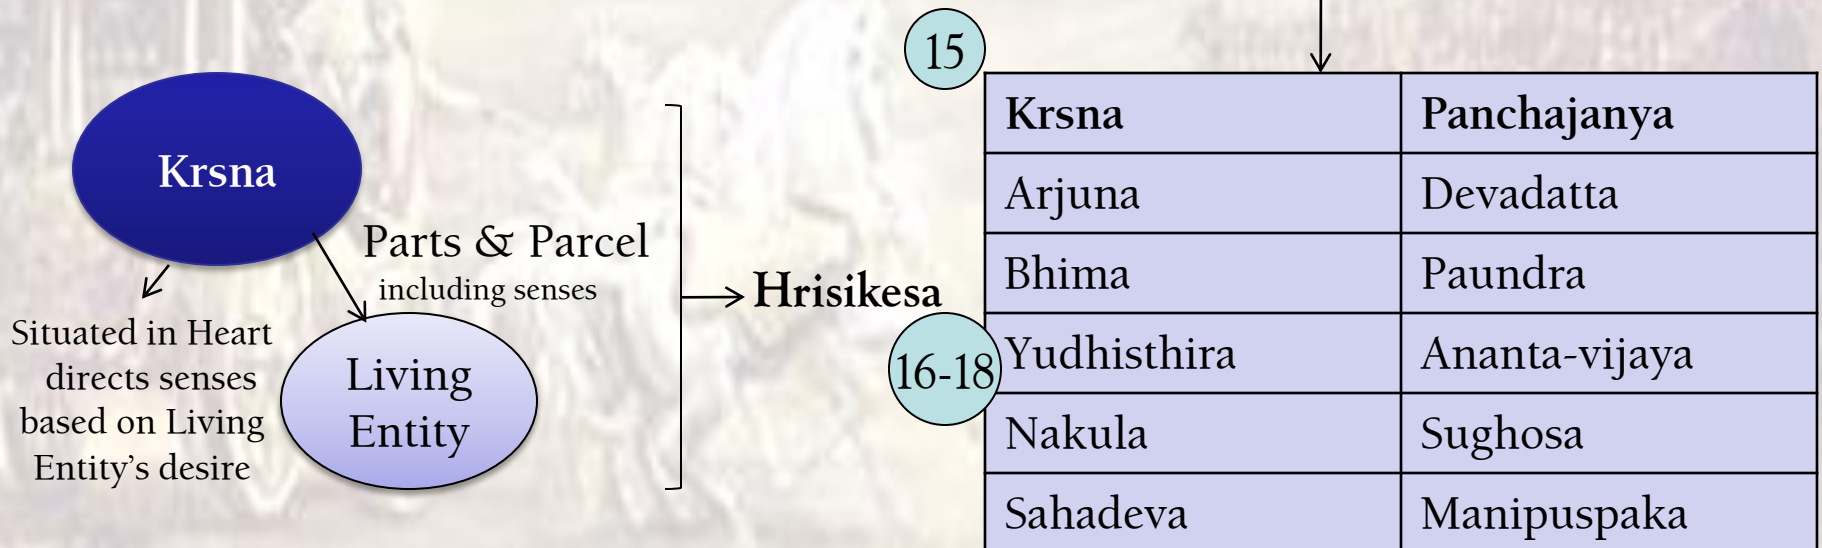 Krsna
Parts & Parcel
including senses
Situated in Heart
directs senses
based on Living
Entity's desire
Living
Entity
Hrisikesa
15
16-18
Krsna Panchajanya
Arjuna Devadatta
Bhima Paundra
Yudhisthira Ananta-vijaya
Nakula Sughosa
Sahadeva Manipuspaka